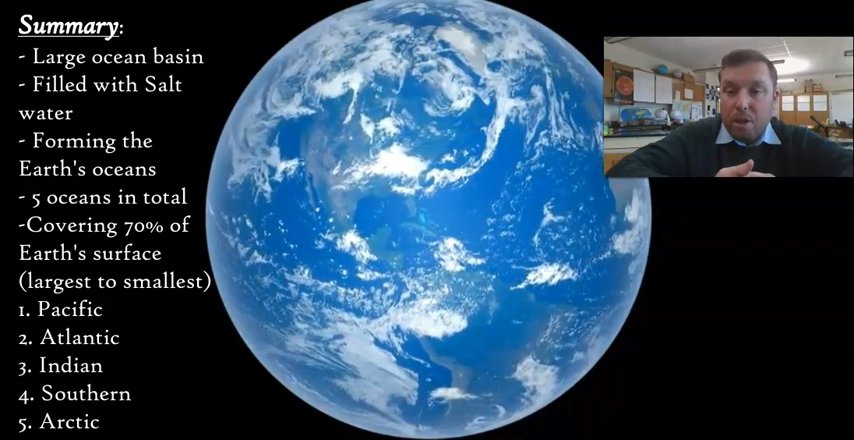 Summary:
- Large ocean basin
- Filled with Salt
water
- Forming the
Earth's oceans
- 5 oceans in total
-Covering 70% of
Earth's surface
(largest to smallest)
1. Pacific
2. Atlantic
3. Indian
4. Southern
5. Arctic